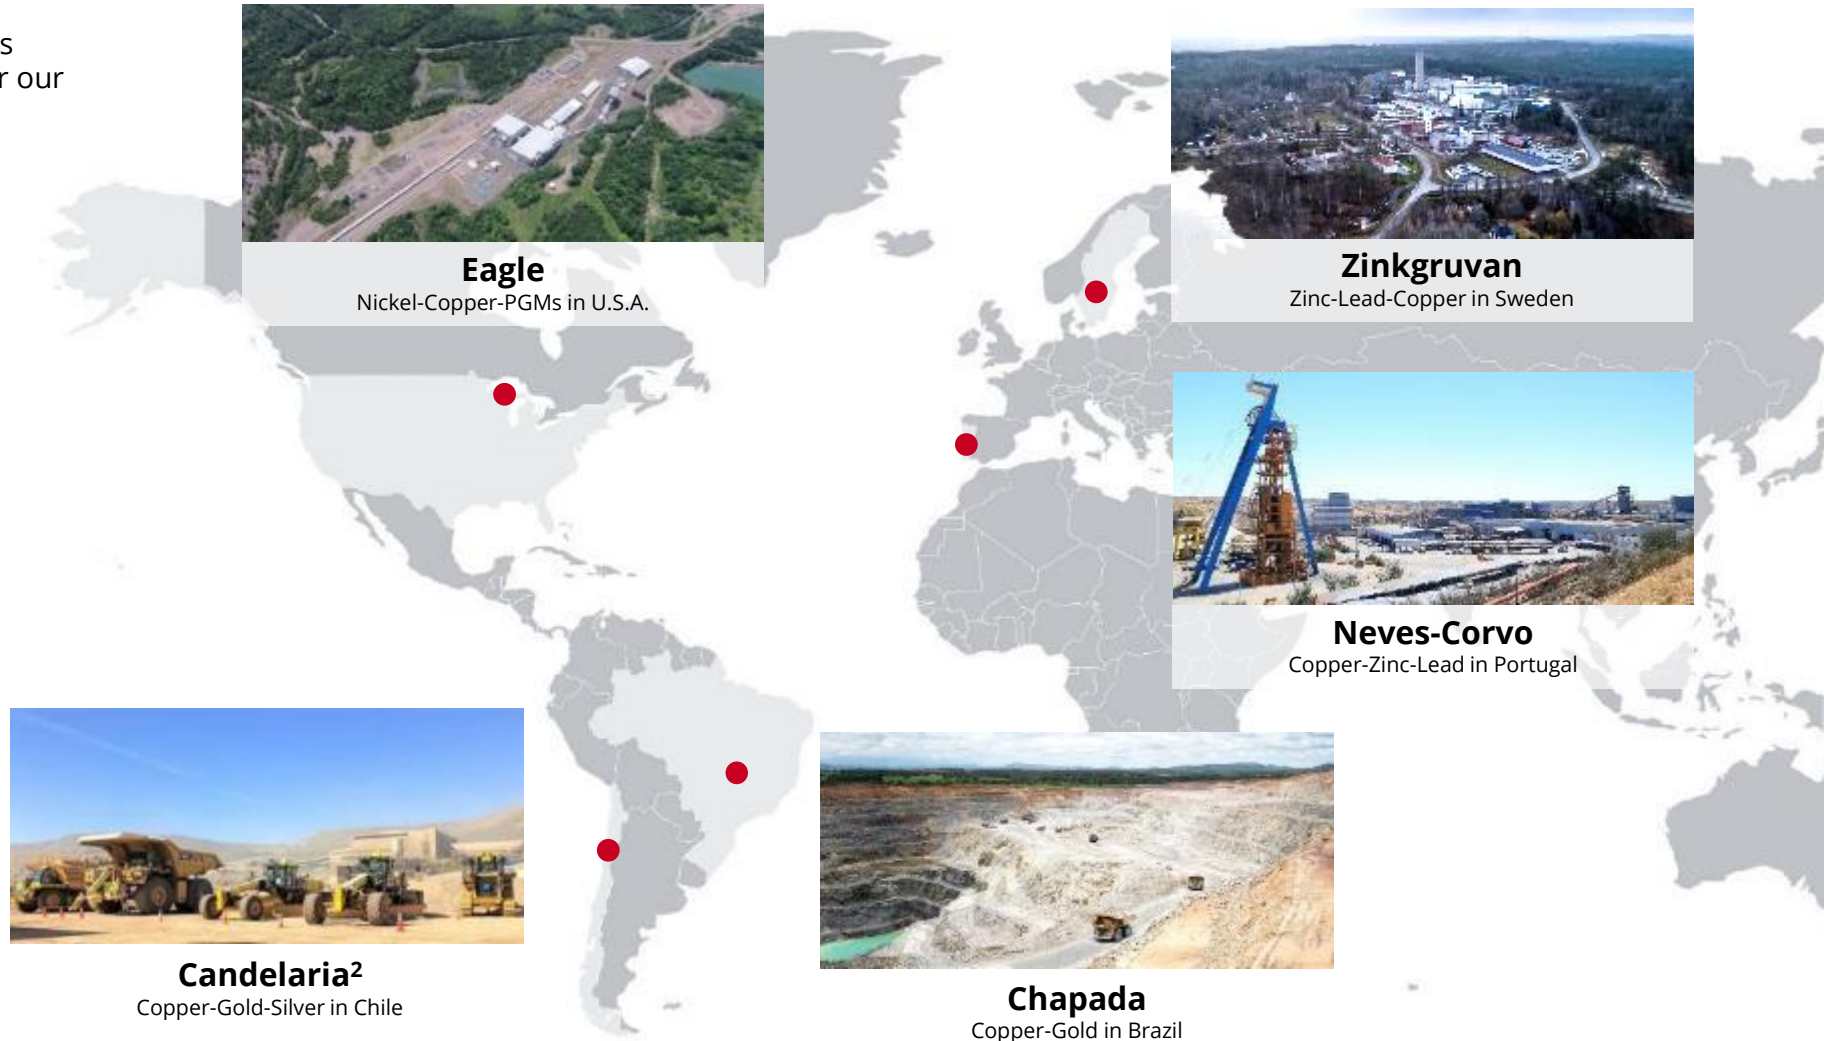 s
r our
Eagle
Nickel-Copper-PGMs in U.S.A.
Zinkgruvan
Zinc-Lead-Copper in Sweden
Neves-Corvo
Copper-Zinc-Lead in Portugal
Candelaria²
Copper-Gold-Silver in Chile
Chapada
Copper-Gold in Brazil